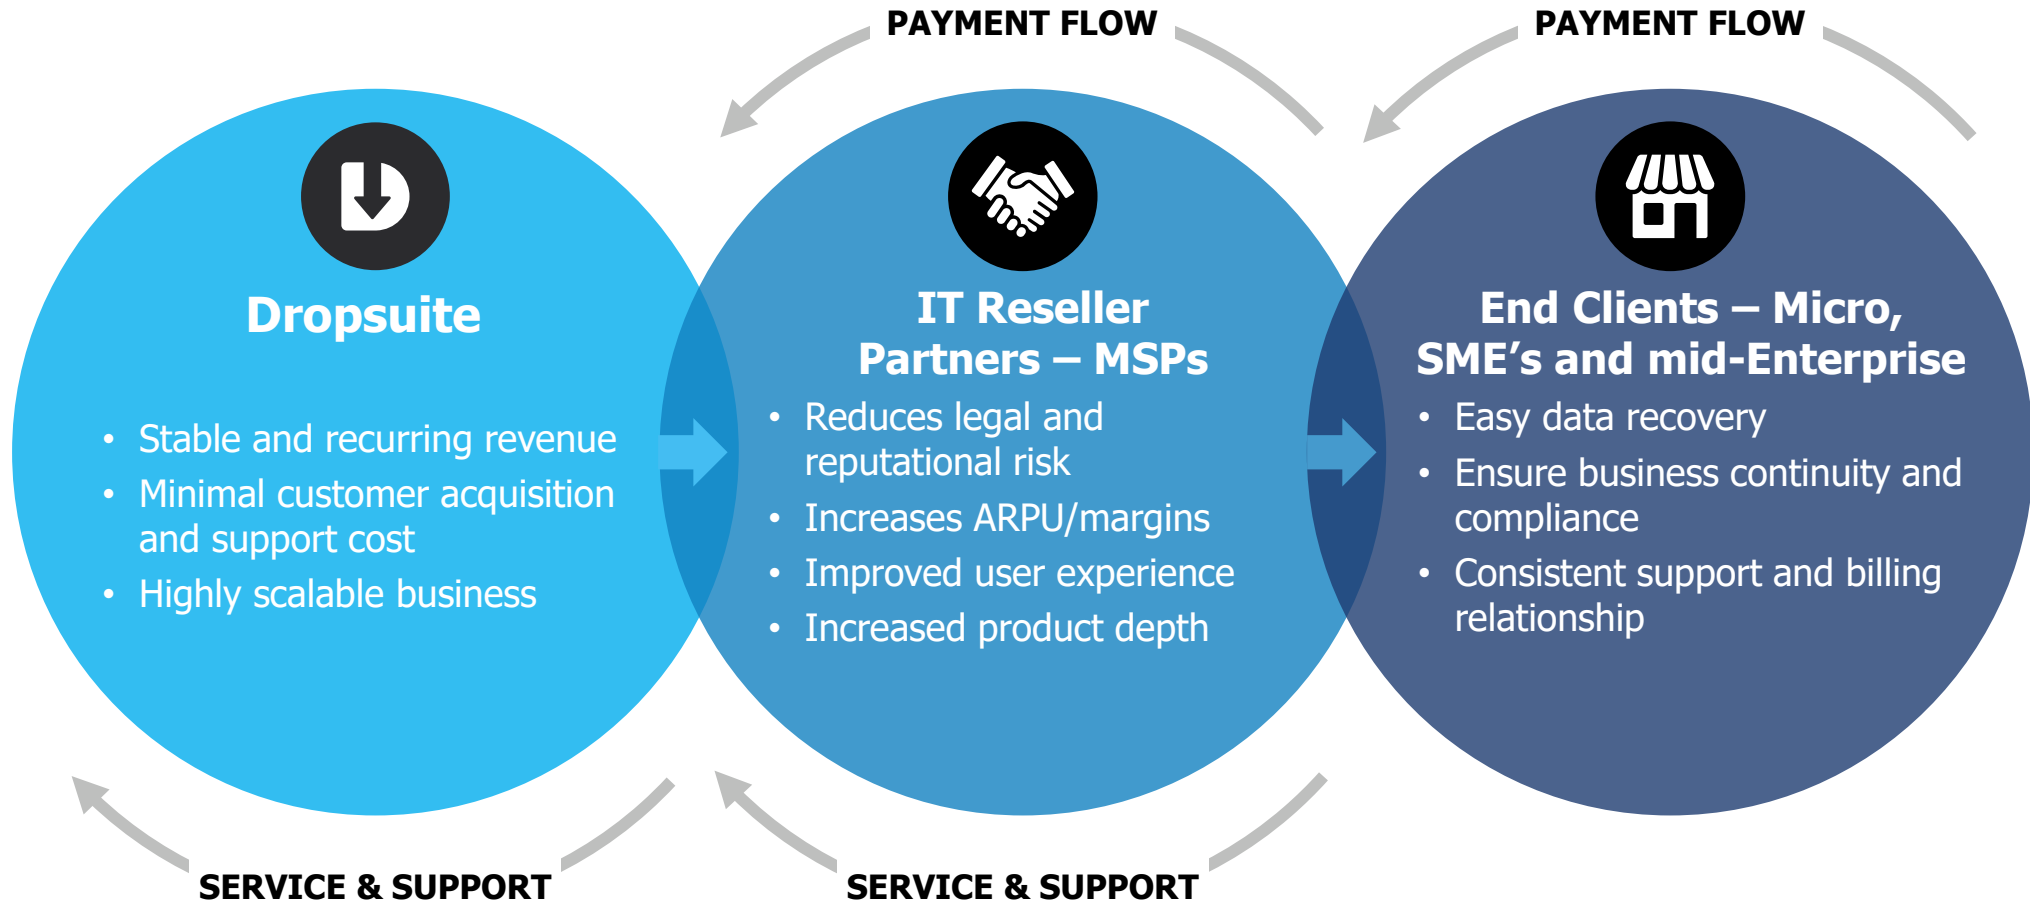 PAYMENT FLOW
PAYMENT FLOW
Dropsuite
• Stable and recurring revenue
• Minimal customer acquisition
and support cost
• Highly scalable business
IT Reseller
Partners – MSPs
• Reduces legal and
reputational risk
• Increases ARPU/margins
• Improved user experience
• Increased product depth
End Clients – Micro,
SME’s and mid-Enterprise
• Easy data recovery
• Ensure business continuity and
compliance
• Consistent support and billing
relationship
SERVICE & SUPPORT
SERVICE & SUPPORT